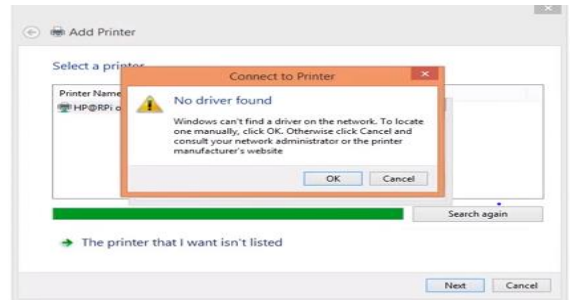 Add Printer
Select a printer
Connect to Printer
Printer Name
HP@RPi o
No driver found
Windows can't find a driver on the network. To locate
one manually, click OK. Otherwise click Cancel and
consult your network administrator or the printer
manufacturer's website
OK Cancel
Search again
The printer that I want isn't listed
Next Cancel